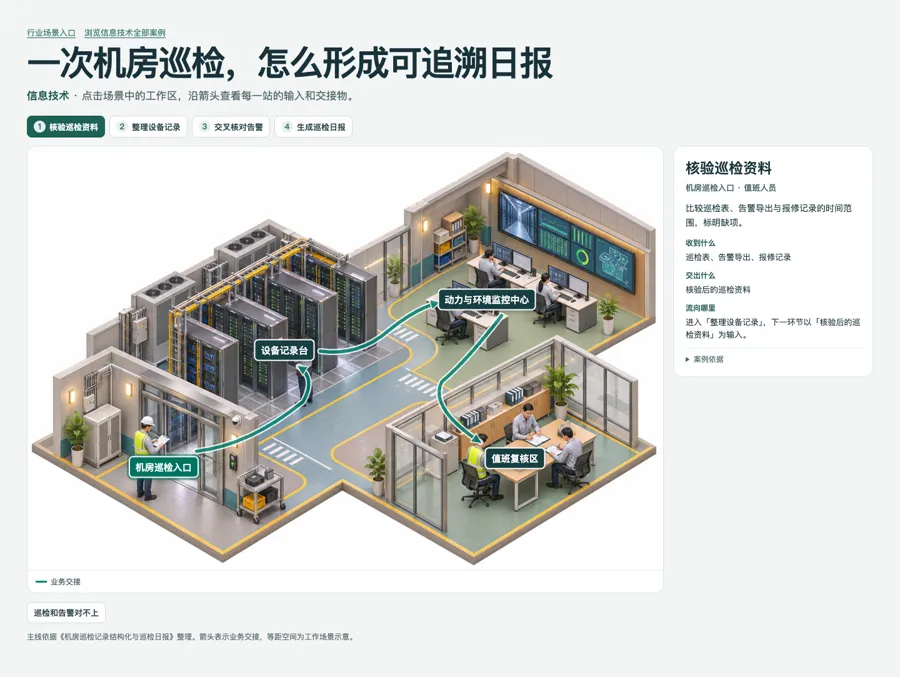 行业场景入口 浏览信息技术全部案例
一次机房巡检，怎么形成可追溯日报
信息技术 · 点击场景中的工作区，沿箭头查看每一站的输入和交接物。
1 核验巡检资料 2 整理设备记录 3 交叉核对告警 4 生成巡检日报
动力与环境监控中心
设备记录台
机房巡检入口
值班复核区
业务交接
核验巡检资料
机房巡检入口 · 值班人员
比较巡检表、告警导出与报修记录的时间范
围，标明缺项。
收到什么
巡检表、告警导出、报修记录
交出什么
核验后的巡检资料
流向哪里
进入「整理设备记录」，下一环节以「核验后的巡
检资料」为输入。
案例依据
巡检和告警对不上
主线依据《机房巡检记录结构化与巡检日报》整理。箭头表示业务交接，等距空间为工作场景示意。